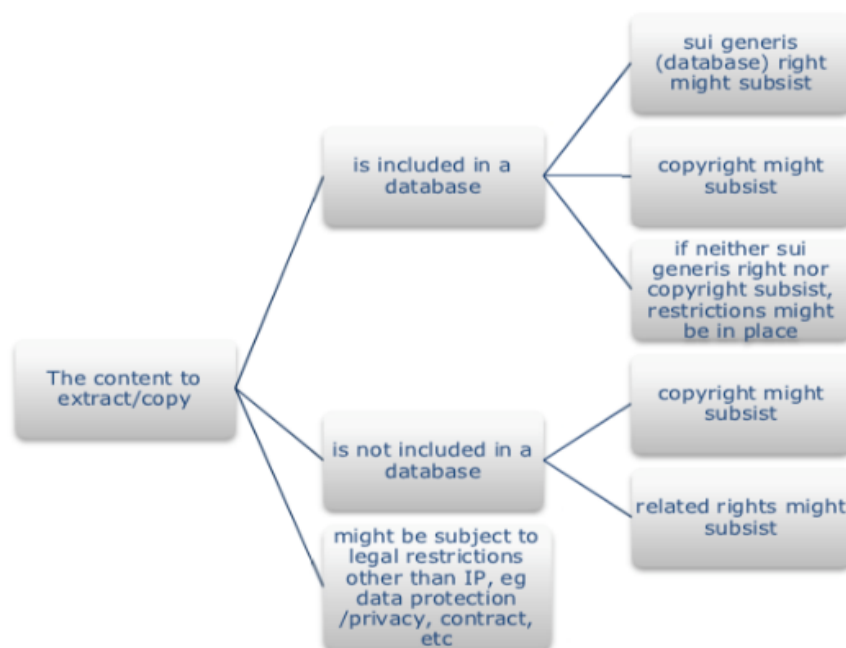 The content to
extract/copy
is included in a
database
sui generis
(database) right
might subsist
copyright might
subsist
if neither sui
generis right nor
copyright subsist,
restrictions might
be in place
is not included in a
database
copyright might
subsist
related rights might
subsist
might be subject to
legal restrictions
other than IP, eg
data protection
/privacy, contract,
etc